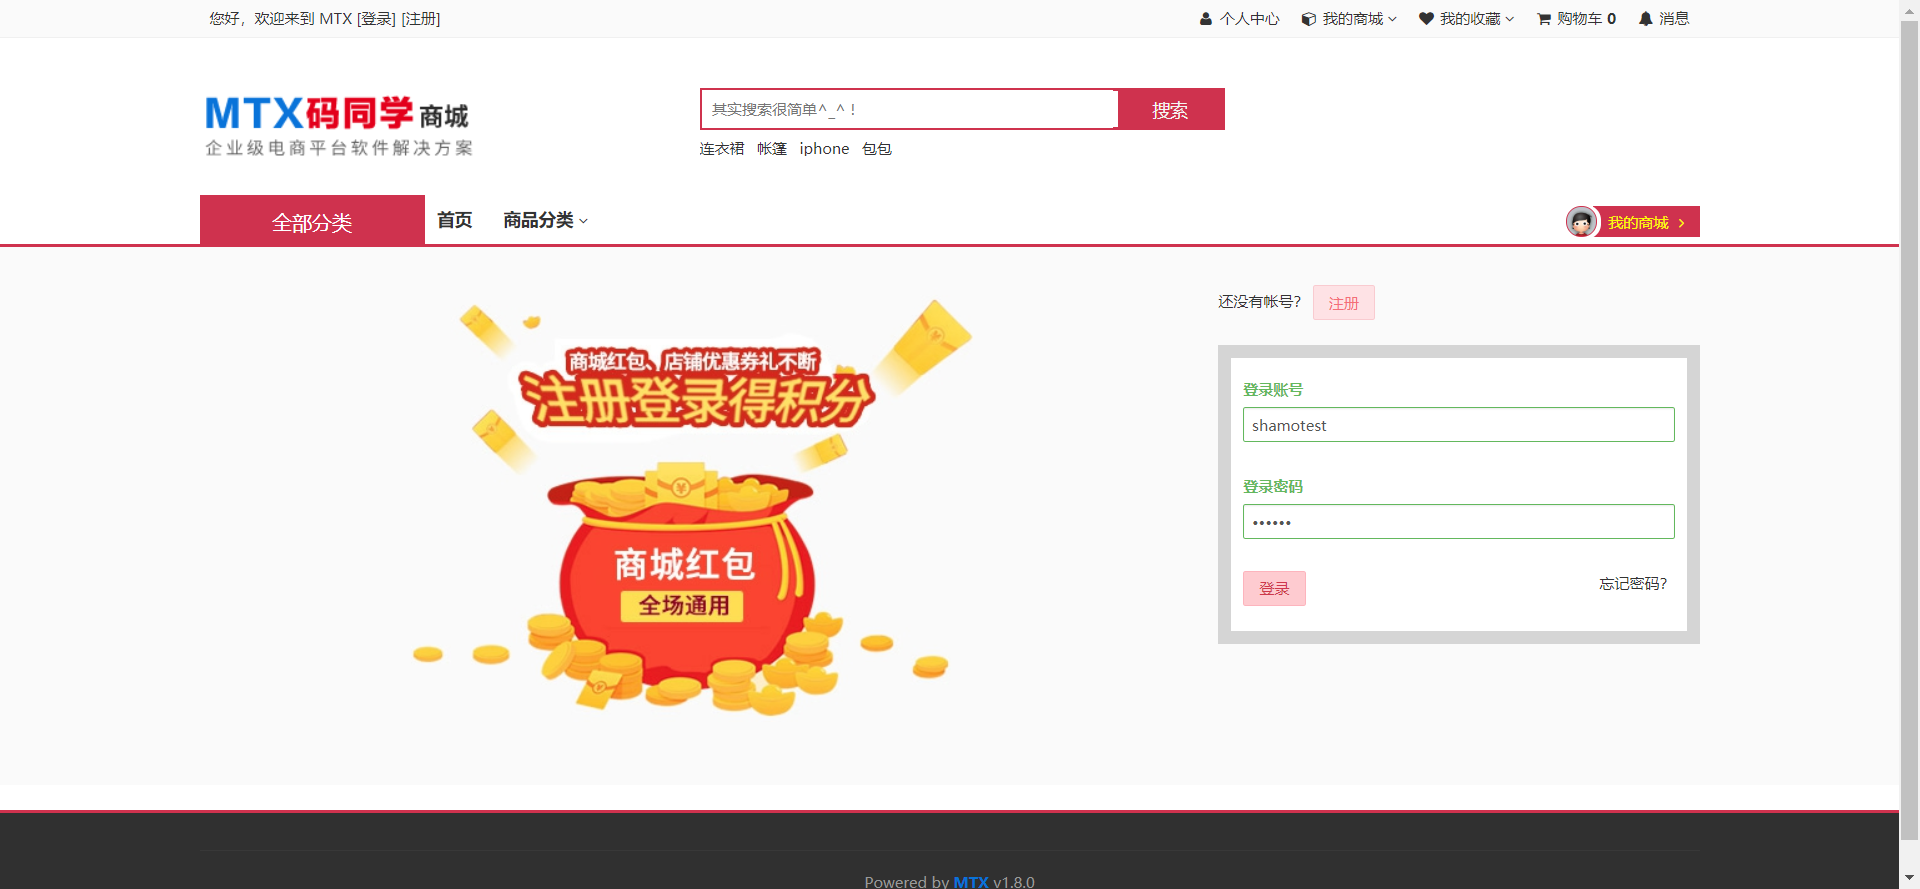 您好，欢迎来到 MTX [登录] [注册]
个人中心 我的商城 我的收藏 购物车 0 消息
MTX码同学商城
企业级电商平台软件解决方案
其实搜索很简单^_^ !
搜索
连衣裙 帐篷 iphone 包包
全部分类 首页 商品分类
我的商城
商城红包、店铺优惠券礼不断
注册登录得积分
商城红包
全场通用
还没有帐号? 注册
登录账号
shamotest
登录密码
••••••
登录 忘记密码?
Powered by MTX v1.8.0